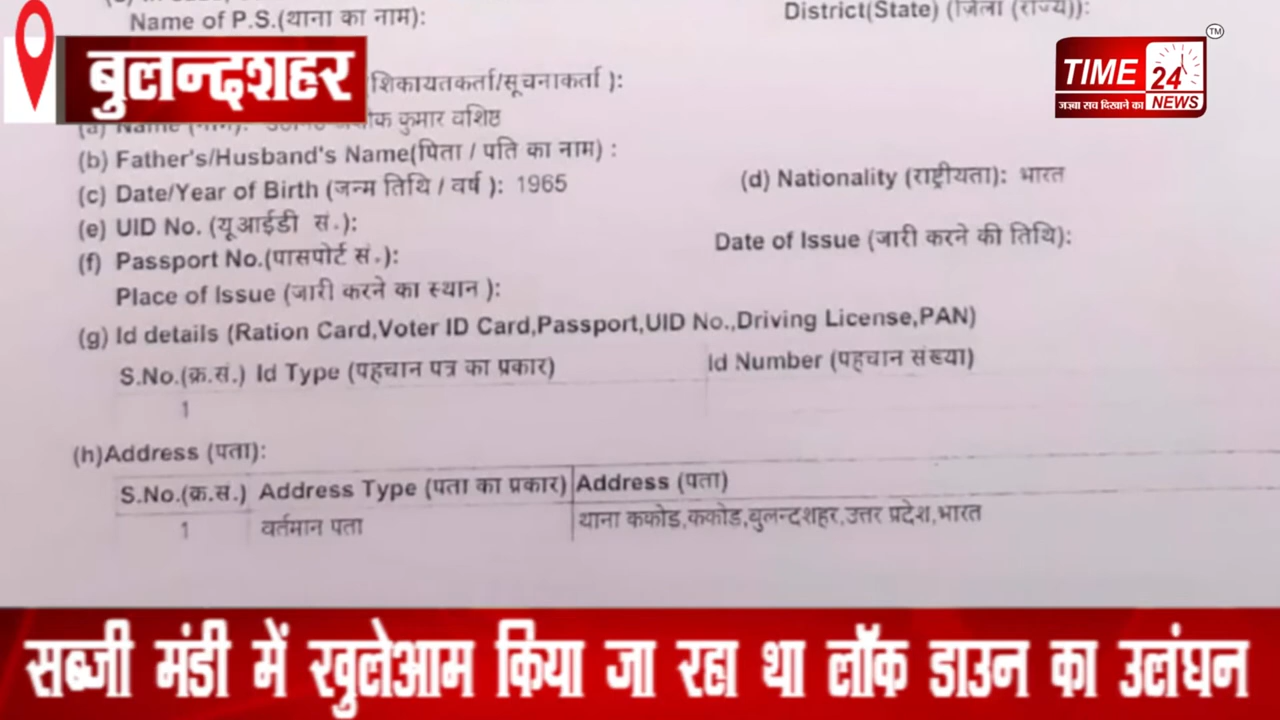 Name of P.S.(थाना का नाम):
District(State) (जिला (राज्य)):
बुलन्दशहर
TM
TIME 24 NEWS
जज़्बा सच दिखाने का
शिकायतकर्ता/सूचनाकर्ता ):
(a) Name (नाम): कुमार वशिष्ठ
(b) Father's/Husband's Name(पिता / पति का नाम) :
(c) Date/Year of Birth (जन्म तिथि / वर्ष ): 1965
(d) Nationality (राष्ट्रीयता): भारत
(e) UID No. (यूआईडी सं.):
(f) Passport No.(पासपोर्ट सं.):
Date of Issue (जारी करने की तिथि):
Place of Issue (जारी करने का स्थान ):
(g) Id details (Ration Card,Voter ID Card,Passport,UID No.,Driving License,PAN)
S.No.(क्र.सं.) Id Type (पहचान पत्र का प्रकार)
Id Number (पहचान संख्या)
1
(h)Address (पता):
S.No.(क्र.सं.) Address Type (पता का प्रकार) Address (पता)
1 वर्तमान पता थाना ककोड,ककोड,बुलन्दशहर,उत्तर प्रदेश,भारत
सब्जी मंडी में खुलेआम किया जा रहा था लॉक डाउन का उलंघन